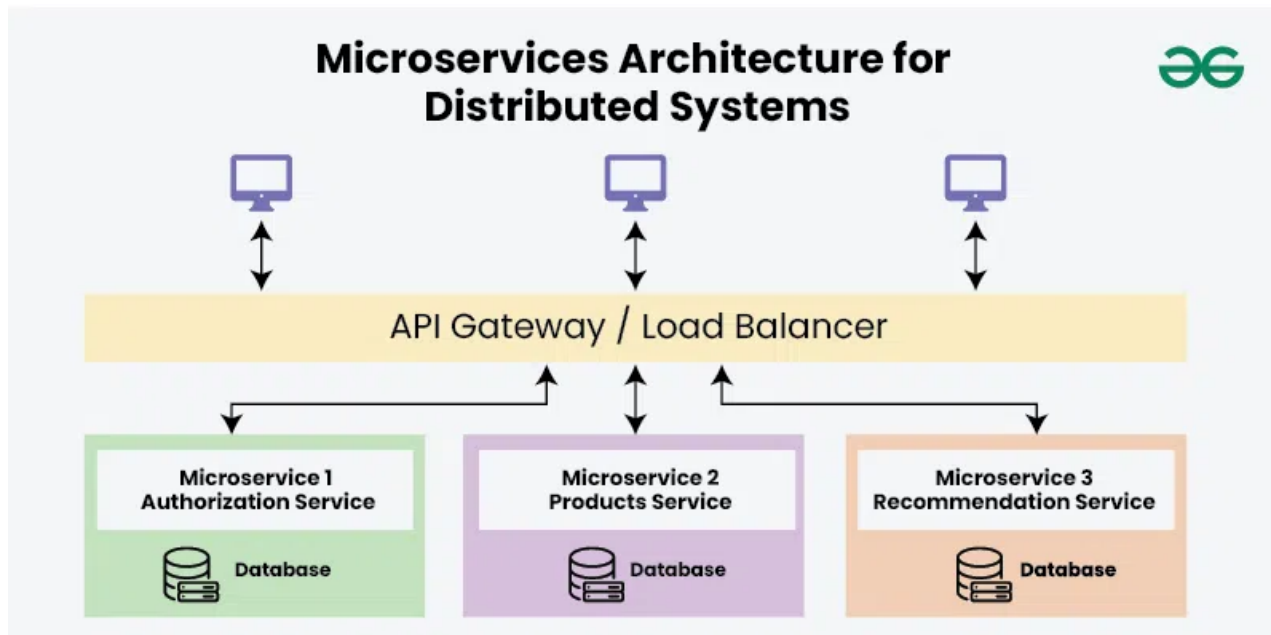 Microservices Architecture for
Distributed Systems
API Gateway / Load Balancer
Microservice 1
Authorization Service
Database
Microservice 2
Products Service
Database
Microservice 3
Recommendation Service
Database